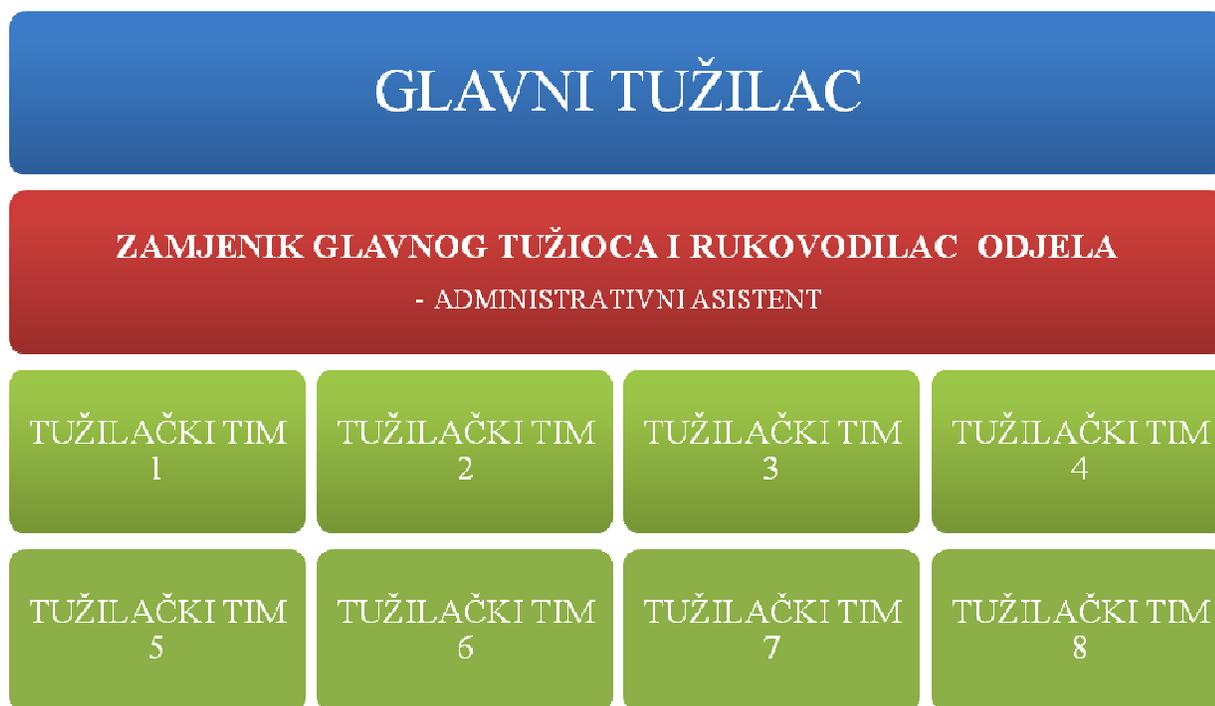 GLAVNI TUŽILAC
ZAMJENIK GLAVNOG TUŽIOCA I RUKOVODILAC ODJELA
- ADMINISTRATIVNI ASISTENT
TUŽILAČKI TIM
1
TUŽILAČKI TIM
2
TUŽILAČKI TIM
3
TUŽILAČKI TIM
4
TUŽILAČKI TIM
5
TUŽILAČKI TIM
6
TUŽILAČKI TIM
7
TUŽILAČKI TIM
8